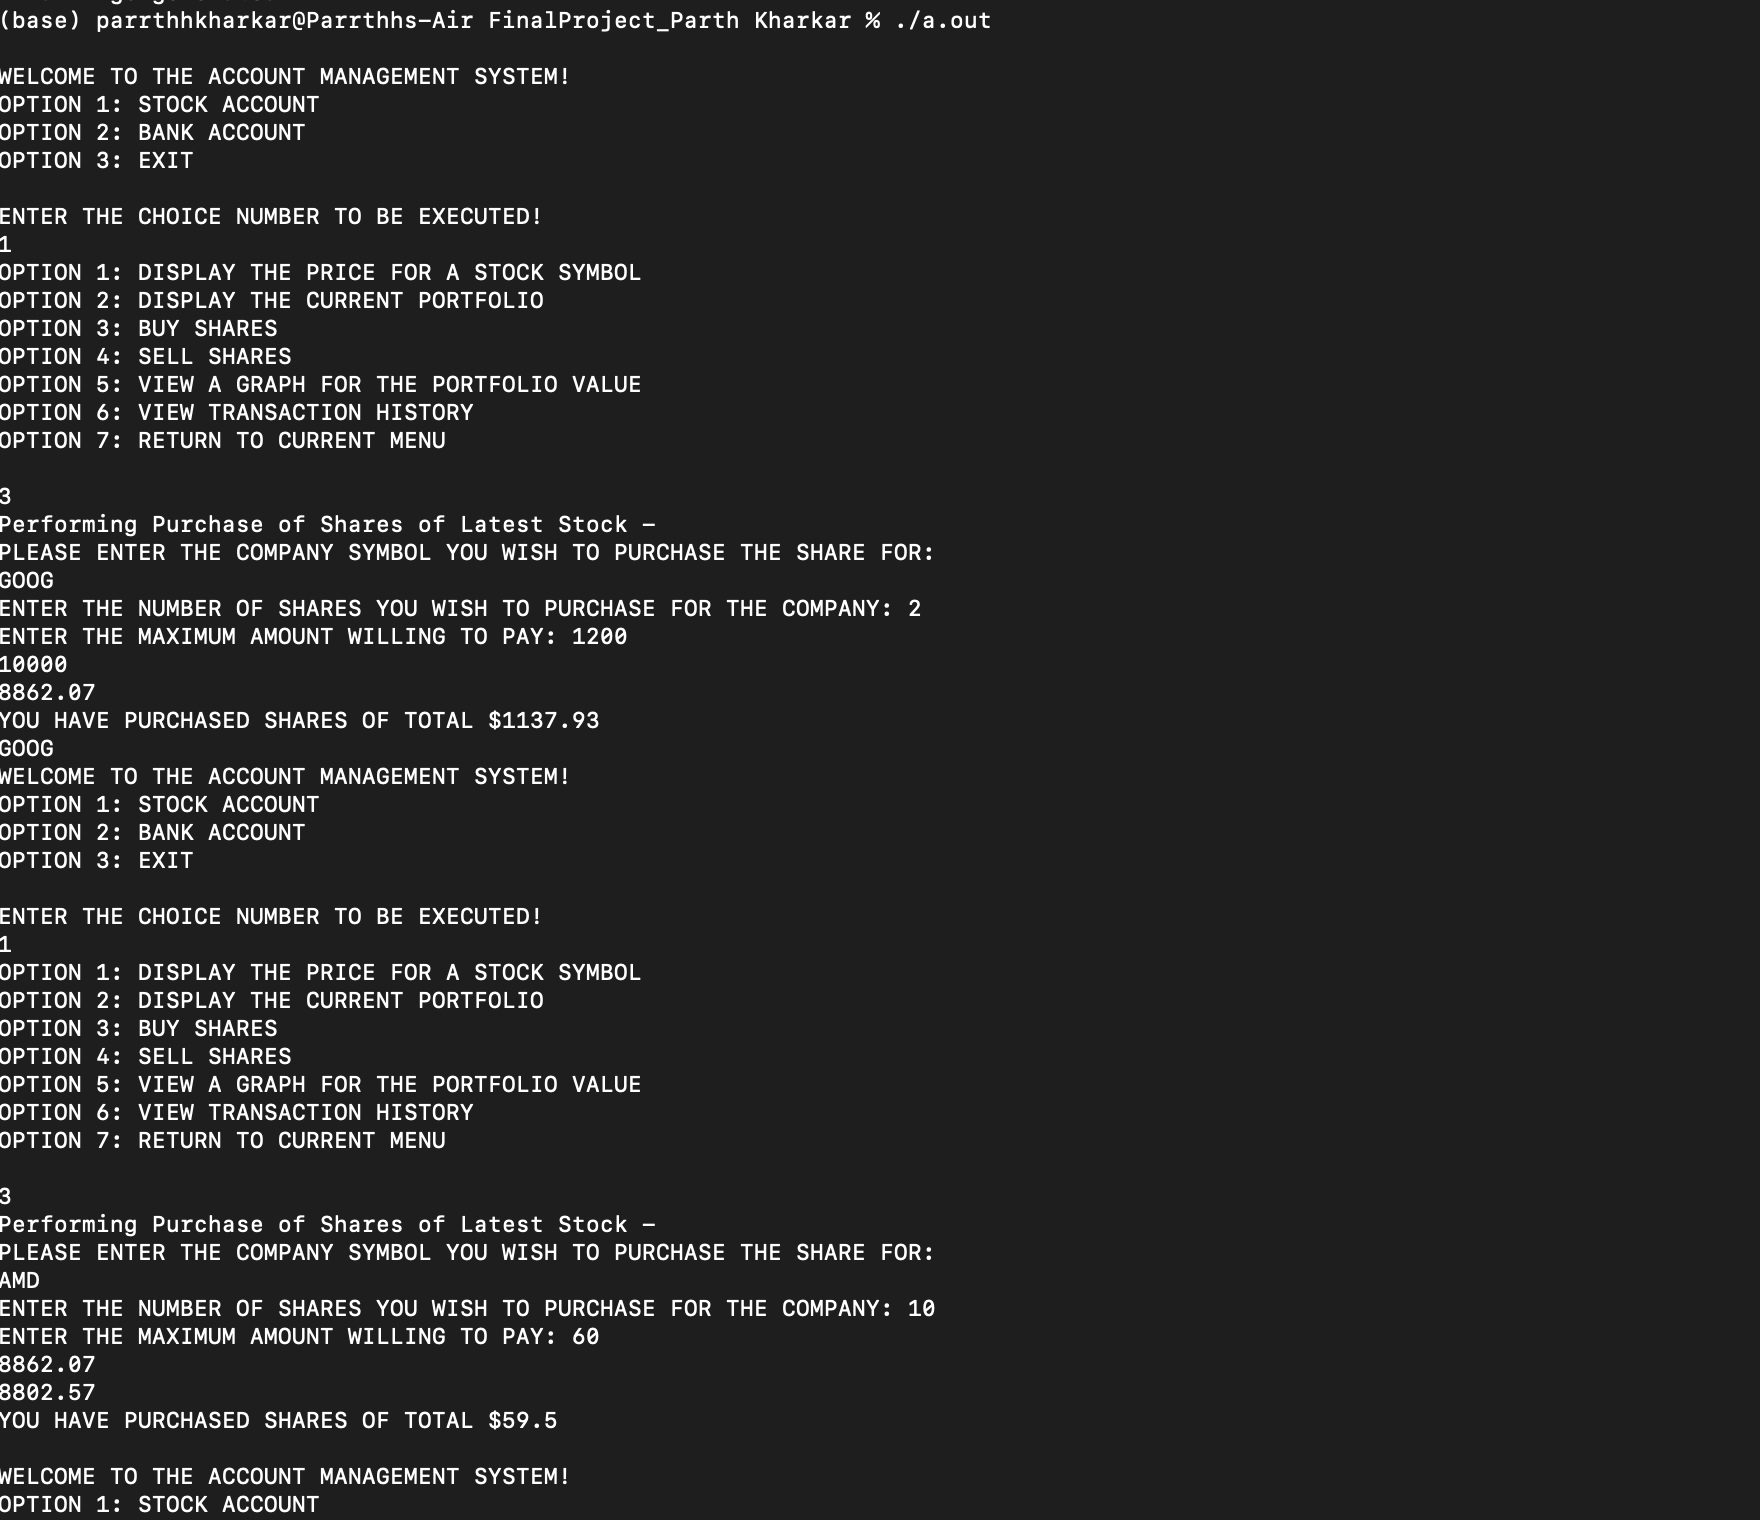 (base) parrthhkharkar@Parrthhs-Air FinalProject_Parth Kharkar % ./a.out
WELCOME TO THE ACCOUNT MANAGEMENT SYSTEM!
OPTION 1: STOCK ACCOUNT
OPTION 2: BANK ACCOUNT
OPTION 3: EXIT
ENTER THE CHOICE NUMBER TO BE EXECUTED!
1
OPTION 1: DISPLAY THE PRICE FOR A STOCK SYMBOL
OPTION 2: DISPLAY THE CURRENT PORTFOLIO
OPTION 3: BUY SHARES
OPTION 4: SELL SHARES
OPTION 5: VIEW A GRAPH FOR THE PORTFOLIO VALUE
OPTION 6: VIEW TRANSACTION HISTORY
OPTION 7: RETURN TO CURRENT MENU
3
Performing Purchase of Shares of Latest Stock -
PLEASE ENTER THE COMPANY SYMBOL YOU WISH TO PURCHASE THE SHARE FOR:
GOOG
ENTER THE NUMBER OF SHARES YOU WISH TO PURCHASE FOR THE COMPANY: 2
ENTER THE MAXIMUM AMOUNT WILLING TO PAY: 1200
10000
8862.07
YOU HAVE PURCHASED SHARES OF TOTAL $1137.93
GOOG
WELCOME TO THE ACCOUNT MANAGEMENT SYSTEM!
OPTION 1: STOCK ACCOUNT
OPTION 2: BANK ACCOUNT
OPTION 3: EXIT
ENTER THE CHOICE NUMBER TO BE EXECUTED!
1
OPTION 1: DISPLAY THE PRICE FOR A STOCK SYMBOL
OPTION 2: DISPLAY THE CURRENT PORTFOLIO
OPTION 3: BUY SHARES
OPTION 4: SELL SHARES
OPTION 5: VIEW A GRAPH FOR THE PORTFOLIO VALUE
OPTION 6: VIEW TRANSACTION HISTORY
OPTION 7: RETURN TO CURRENT MENU
3
Performing Purchase of Shares of Latest Stock -
PLEASE ENTER THE COMPANY SYMBOL YOU WISH TO PURCHASE THE SHARE FOR:
AMD
ENTER THE NUMBER OF SHARES YOU WISH TO PURCHASE FOR THE COMPANY: 10
ENTER THE MAXIMUM AMOUNT WILLING TO PAY: 60
8862.07
8802.57
YOU HAVE PURCHASED SHARES OF TOTAL $59.5
WELCOME TO THE ACCOUNT MANAGEMENT SYSTEM!
OPTION 1: STOCK ACCOUNT